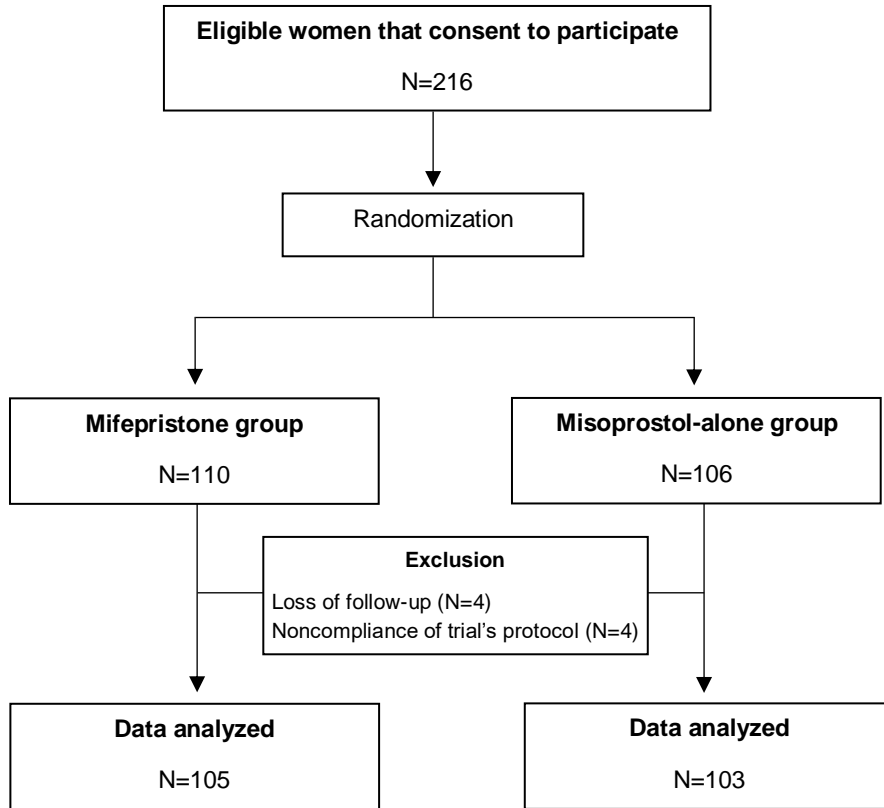 Eligible women that consent to participate
N=216
Randomization
Mifepristone group
N=110
Misoprostol-alone group
N=106
Exclusion
Loss of follow-up (N=4)
Noncompliance of trial's protocol (N=4)
Data analyzed
N=105
Data analyzed
N=103